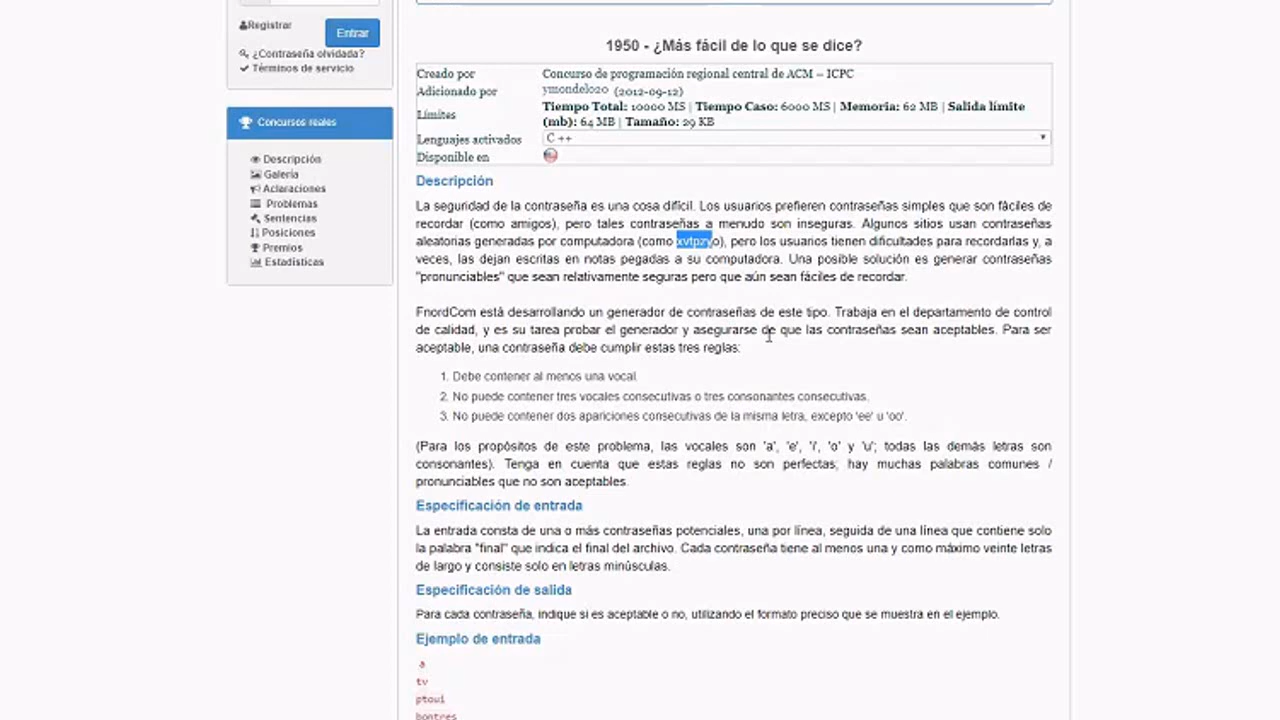 Registrar
Entrar
¿Contraseña olvidada?
Términos de servicio
Concursos reales
Descripción
Galería
Aclaraciones
Problemas
Sentencias
Posiciones
Premios
Estadísticas
1950 - ¿Más fácil de lo que se dice?
Creado por Concurso de programación regional central de ACM – ICPC
Adicionado por ymondelo20 (2012-09-12)
Límites Tiempo Total: 10000 MS | Tiempo Caso: 6000 MS | Memoria: 62 MB | Salida límite
(mb): 64 MB | Tamaño: 29 KB
Lenguajes activados C ++
Disponible en
Descripción
La seguridad de la contraseña es una cosa difícil. Los usuarios prefieren contraseñas simples que son fáciles de
recordar (como amigos), pero tales contraseñas a menudo son inseguras. Algunos sitios usan contraseñas
aleatorias generadas por computadora (como xvtpzyo), pero los usuarios tienen dificultades para recordarlas y, a
veces, las dejan escritas en notas pegadas a su computadora. Una posible solución es generar contraseñas
"pronunciables" que sean relativamente seguras pero que aún sean fáciles de recordar.
FnordCom está desarrollando un generador de contraseñas de este tipo. Trabaja en el departamento de control
de calidad, y es su tarea probar el generador y asegurarse de que las contraseñas sean aceptables. Para ser
aceptable, una contraseña debe cumplir estas tres reglas:
1. Debe contener al menos una vocal.
2. No puede contener tres vocales consecutivas o tres consonantes consecutivas.
3. No puede contener dos apariciones consecutivas de la misma letra, excepto 'ee' u 'oo'.
(Para los propósitos de este problema, las vocales son 'a', 'e', 'i', 'o' y 'u'; todas las demás letras son
consonantes). Tenga en cuenta que estas reglas no son perfectas; hay muchas palabras comunes /
pronunciables que no son aceptables.
Especificación de entrada
La entrada consta de una o más contraseñas potenciales, una por línea, seguida de una línea que contiene solo
la palabra "final" que indica el final del archivo. Cada contraseña tiene al menos una y como máximo veinte letras
de largo y consiste solo en letras minúsculas.
Especificación de salida
Para cada contraseña, indique si es aceptable o no, utilizando el formato preciso que se muestra en el ejemplo.
Ejemplo de entrada
a
tv
ptoui
bontres